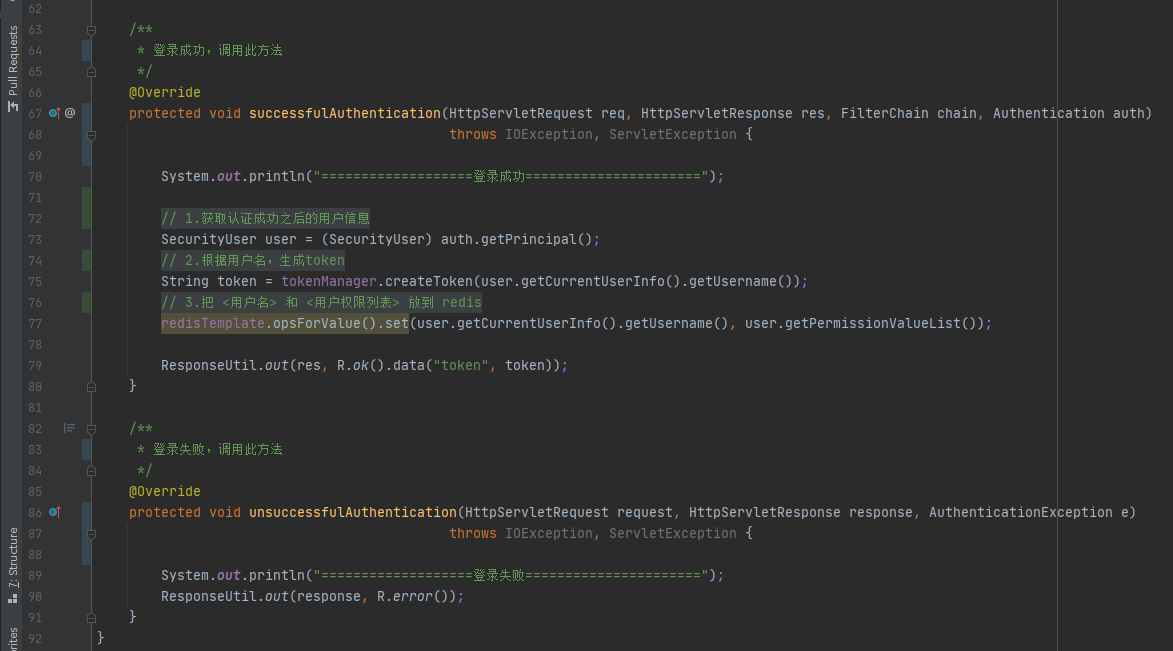 Pull Requests
7: Structure
62
63 /**
64 * 登录成功，调用此方法
65 */
66 @Override
67 @ protected void successfulAuthentication(HttpServletRequest req, HttpServletResponse res, FilterChain chain, Authentication auth)
68 throws IOException, ServletException {
69
70 System.out.println("===================登录成功======================");
71
72 // 1.获取认证成功之后的用户信息
73 SecurityUser user = (SecurityUser) auth.getPrincipal();
74 // 2.根据用户名，生成token
75 String token = tokenManager.createToken(user.getCurrentUserInfo().getUsername());
76 // 3.把 <用户名> 和 <用户权限列表> 放到 redis
77 redisTemplate.opsForValue().set(user.getCurrentUserInfo().getUsername(), user.getPermissionValueList());
78
79 ResponseUtil.out(res, R.ok().data("token", token));
80 }
81
82 /**
83 * 登录失败，调用此方法
84 */
85 @Override
86 protected void unsuccessfulAuthentication(HttpServletRequest request, HttpServletResponse response, AuthenticationException e)
87 throws IOException, ServletException {
88
89 System.out.println("===================登录失败======================");
90 ResponseUtil.out(response, R.error());
91 }
92 }